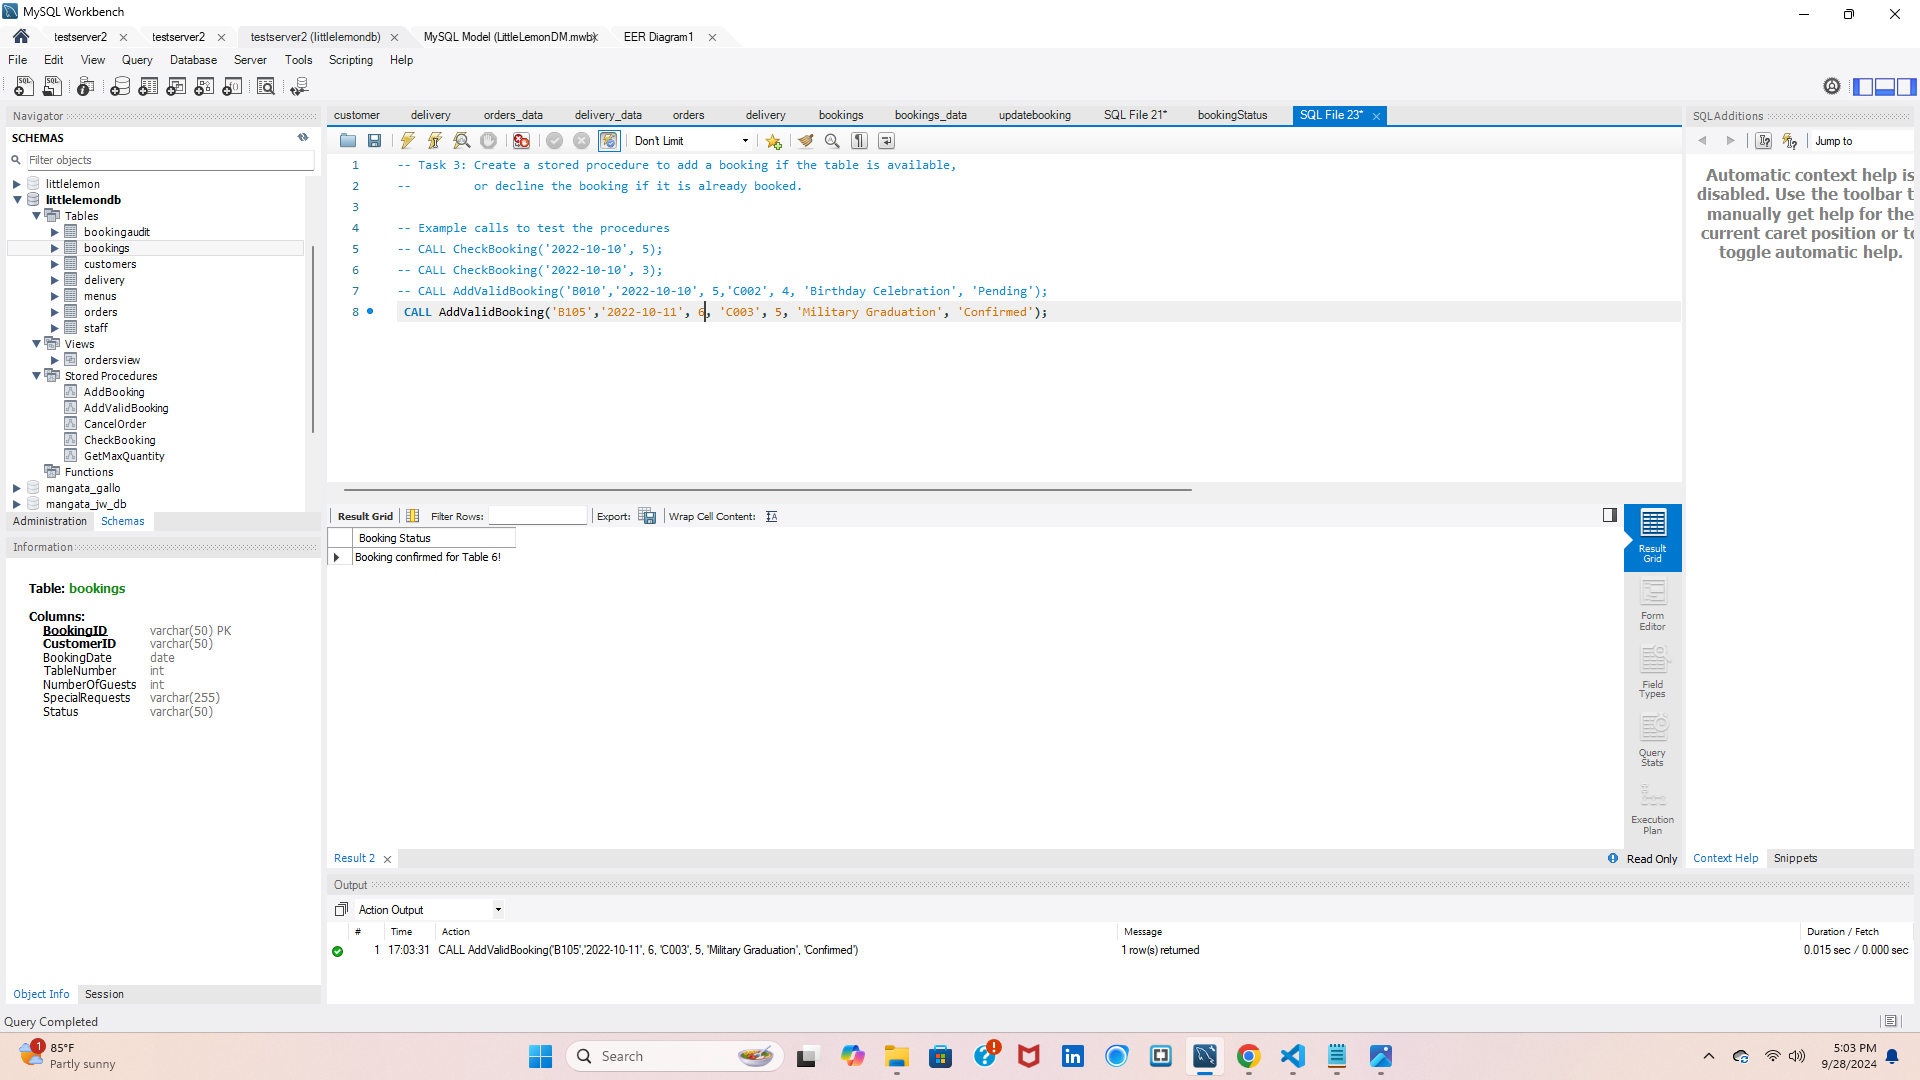 MySQL Workbench
testserver2
testserver2
testserver2 (littlelemondb)
MySQL Model (LittleLemonDM.mwb)
EER Diagram1
File Edit View Query Database Server Tools Scripting Help
Navigator
SCHEMAS
Filter objects
littlelemon
littlelemondb
Tables
bookingaudit
bookings
customers
delivery
menus
orders
staff
Views
ordersview
Stored Procedures
AddBooking
AddValidBooking
CancelOrder
CheckBooking
GetMaxQuantity
Functions
mangata_gallo
mangata_jw_db
Administration Schemas
Information
Table: bookings
Columns:
BookingID varchar(50) PK
CustomerID varchar(50)
BookingDate date
TableNumber int
NumberOfGuests int
SpecialRequests varchar(255)
Status varchar(50)
Object Info Session
customer delivery orders_data delivery_data orders delivery bookings bookings_data updatebooking SQL File 21* bookingStatus SQL File 23*
Don't Limit
1 -- Task 3: Create a stored procedure to add a booking if the table is available,
2 -- or decline the booking if it is already booked.
3
4 -- Example calls to test the procedures
5 -- CALL CheckBooking('2022-10-10', 5);
6 -- CALL CheckBooking('2022-10-10', 3);
7 -- CALL AddValidBooking('B010','2022-10-10', 5,'C002', 4, 'Birthday Celebration', 'Pending');
8 CALL AddValidBooking('B105','2022-10-11', 6, 'C003', 5, 'Military Graduation', 'Confirmed');
Result Grid Filter Rows: Export: Wrap Cell Content: IA
Booking Status
Booking confirmed for Table 6!
Result
Grid
Form
Editor
Field
Types
Query
Stats
Execution
Plan
Result 2
Read Only
SQLAdditions
Jump to
Automatic context help is
disabled. Use the toolbar t
manually get help for the
current caret position or to
toggle automatic help.
Context Help Snippets
Output
Action Output
# Time Action Message Duration / Fetch
1 17:03:31 CALL AddValidBooking('B105','2022-10-11', 6, 'C003', 5, 'Military Graduation', 'Confirmed') 1 row(s) returned 0.015 sec / 0.000 sec
Query Completed
1
85°F
Partly sunny
Search
5:03 PM
9/28/2024